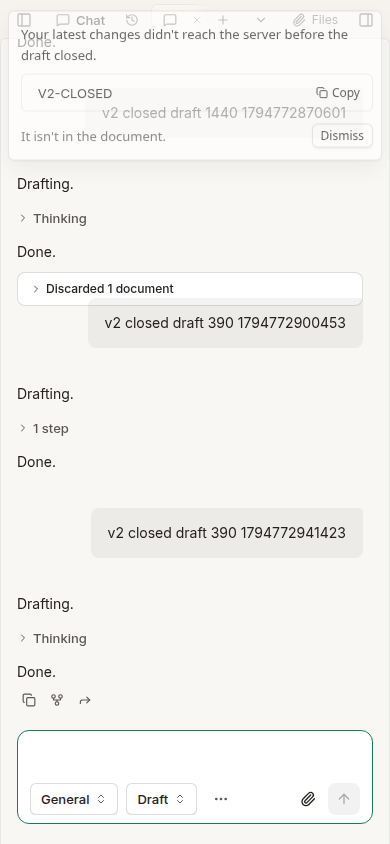 Chat
Files
Your latest changes didn't reach the server before the
Done.
draft closed.
V2-CLOSED
Copy
v2 closed draft 1440 1794772870601
It isn't in the document.
Dismiss
Drafting.
Thinking
Done.
Discarded 1 document
v2 closed draft 390 1794772900453
Drafting.
1 step
Done.
v2 closed draft 390 1794772941423
Drafting.
Thinking
Done.
General
Draft